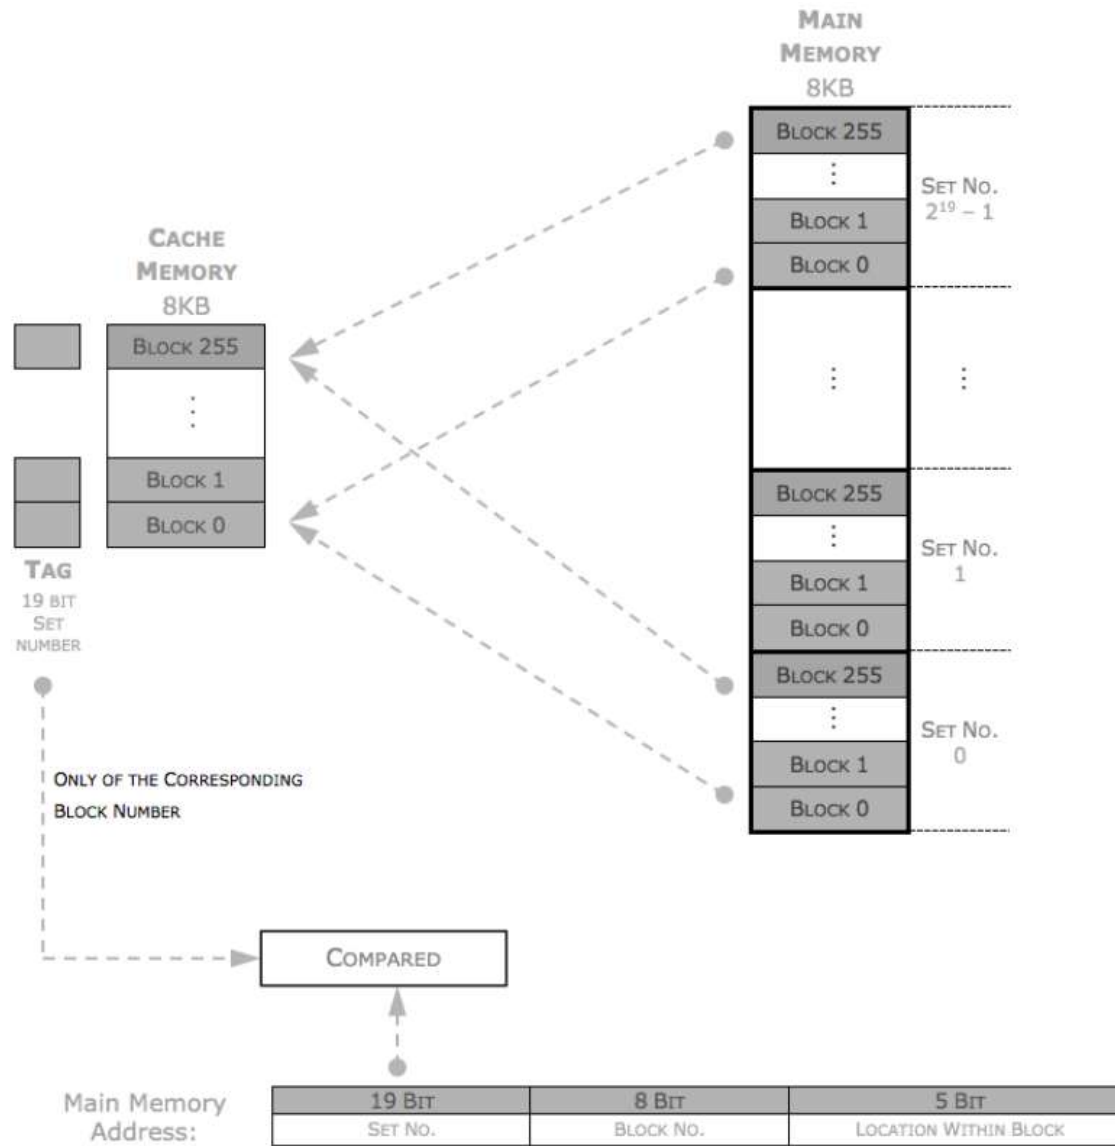 MAIN
MEMORY
8KB
BLOCK 255
⋮
BLOCK 1
BLOCK 0
SET NO.
2¹⁹ – 1
⋮
⋮
BLOCK 255
⋮
BLOCK 1
BLOCK 0
SET NO.
1
BLOCK 255
⋮
BLOCK 1
BLOCK 0
SET NO.
0
CACHE
MEMORY
8KB
BLOCK 255
⋮
BLOCK 1
BLOCK 0
TAG
19 BIT
SET
NUMBER
ONLY OF THE CORRESPONDING
BLOCK NUMBER
COMPARED
Main Memory
Address:
19 BIT 8 BIT 5 BIT
SET NO. BLOCK NO. LOCATION WITHIN BLOCK